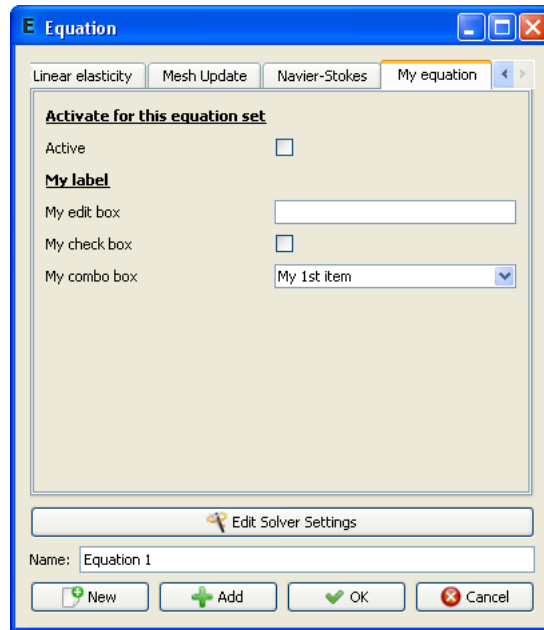 E Equation
Linear elasticity Mesh Update Navier-Stokes My equation
Activate for this equation set
Active
My label
My edit box
My check box
My combo box My 1st item
Edit Solver Settings
Name: Equation 1
New Add OK Cancel